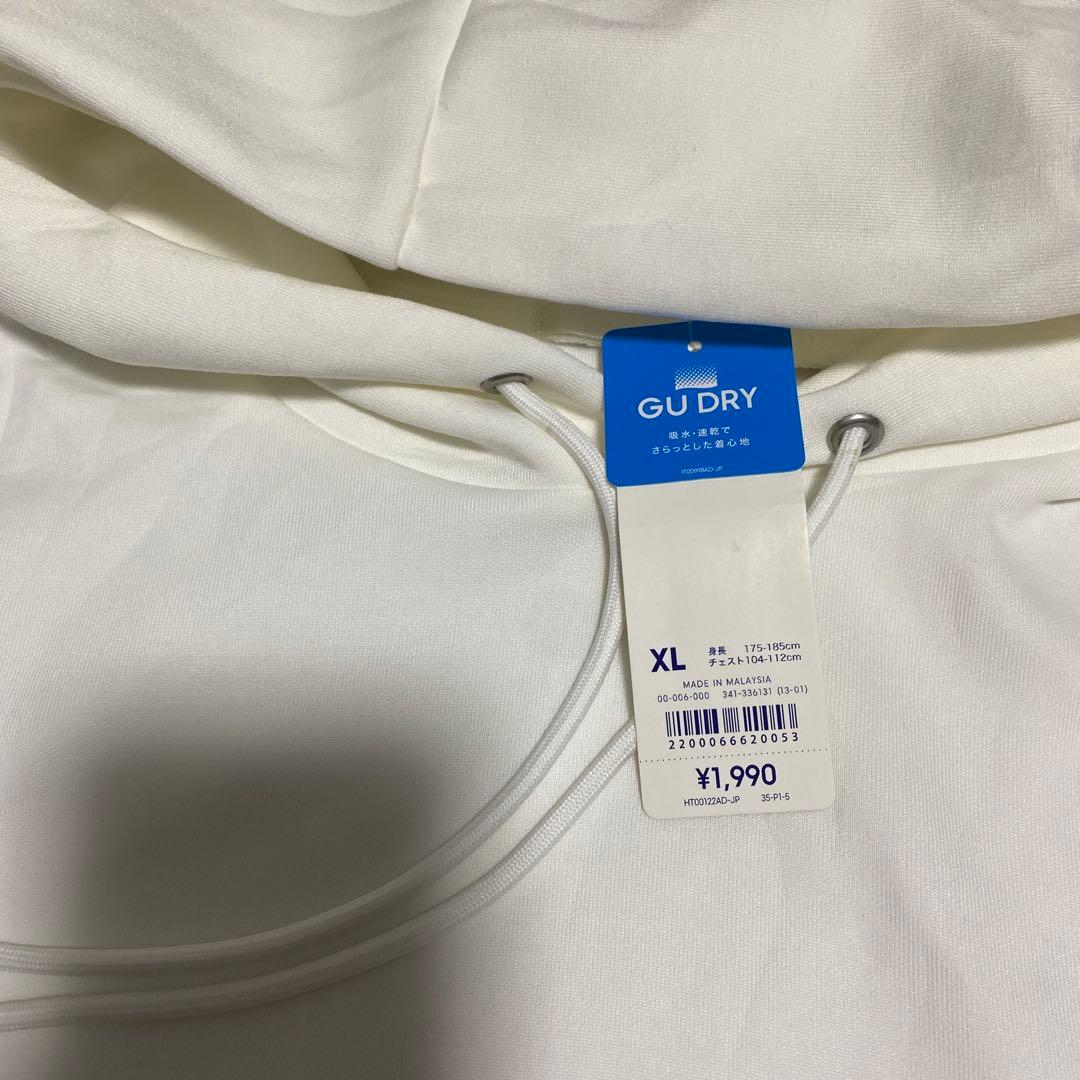 GU DRY
吸水・速乾で
さらっとした着心地
IT00998AD-JP
XL 身長 175-185cm
チェスト104-112cm
MADE IN MALAYSIA
00-006-000 341-336131 (13-01)
2200066620053
¥1,990
HT00122AD-JP 35-P1-5